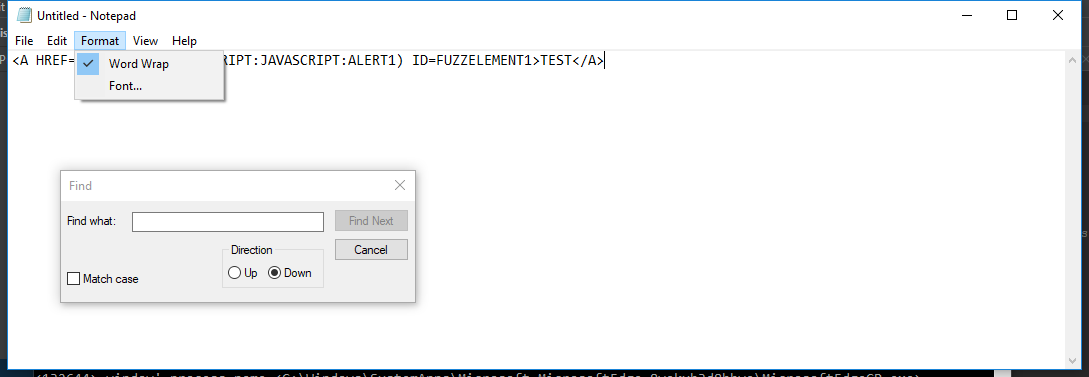 Untitled - Notepad
File Edit Format View Help
<A HREF= RIPT:JAVASCRIPT:ALERT1) ID=FUZZELEMENT1>TEST</A>
Word Wrap
Font...
Find
Find what:
Find Next
Direction
Cancel
Up Down
Match case